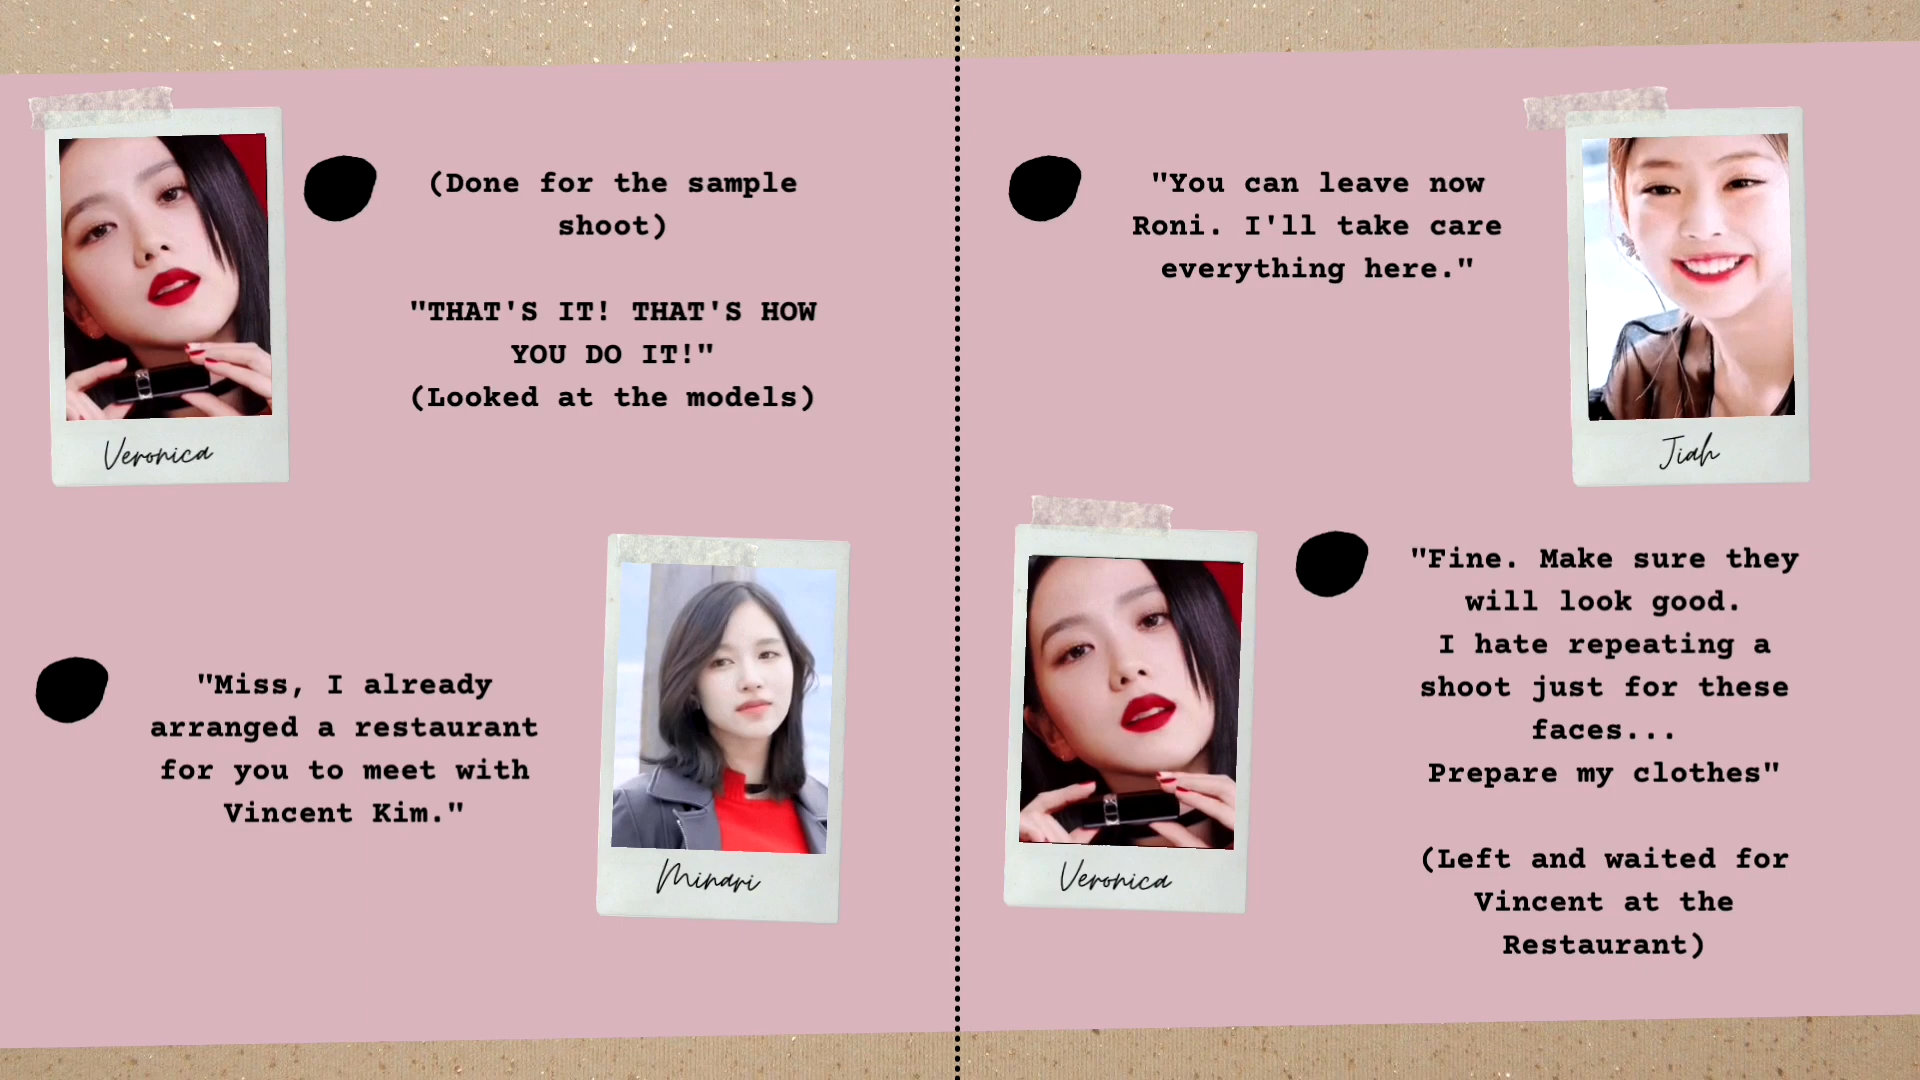 (Done for the sample
shoot)
"THAT'S IT! THAT'S HOW
YOU DO IT!"
(Looked at the models)
Veronica
"Miss, I already
arranged a restaurant
for you to meet with
Vincent Kim."
Minari
"You can leave now
Roni. I'll take care
everything here."
Jiah
"Fine. Make sure they
will look good.
I hate repeating a
shoot just for these
faces...
Prepare my clothes"
(Left and waited for
Vincent at the
Restaurant)
Veronica